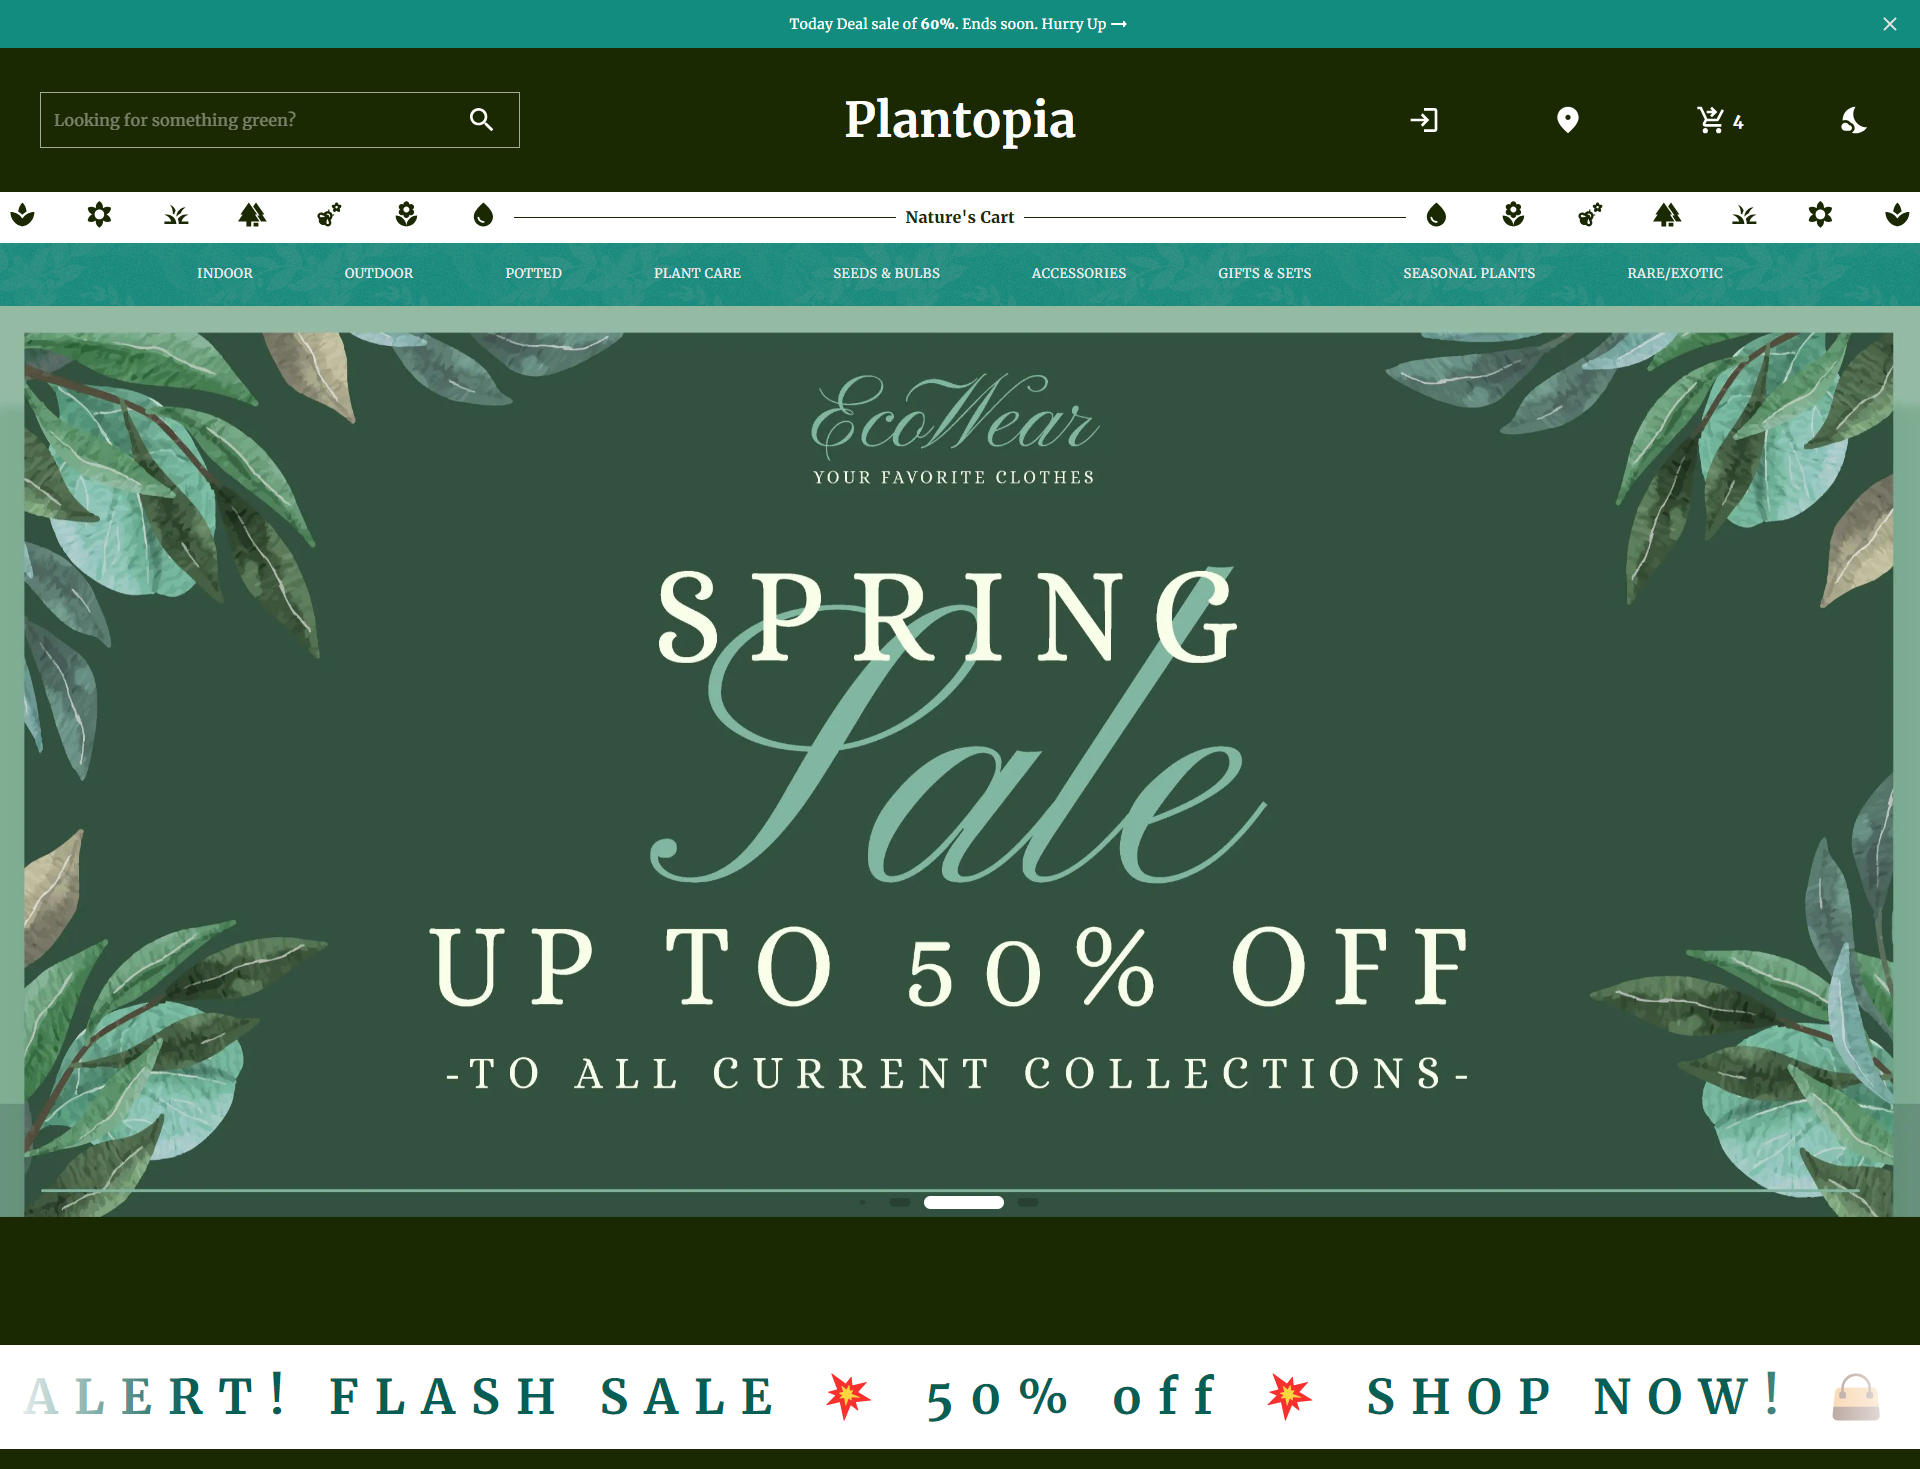 Today Deal sale of 60%. Ends soon. Hurry Up →
Looking for something green?
Plantopia
4
Nature's Cart
INDOOR OUTDOOR POTTED PLANT CARE SEEDS & BULBS ACCESSORIES GIFTS & SETS SEASONAL PLANTS RARE/EXOTIC
EcoWear
YOUR FAVORITE CLOTHES
SPRING
Sale
UP TO 50% OFF
-TO ALL CURRENT COLLECTIONS-
ALERT! FLASH SALE 💥 50% off 💥 SHOP NOW! 👜